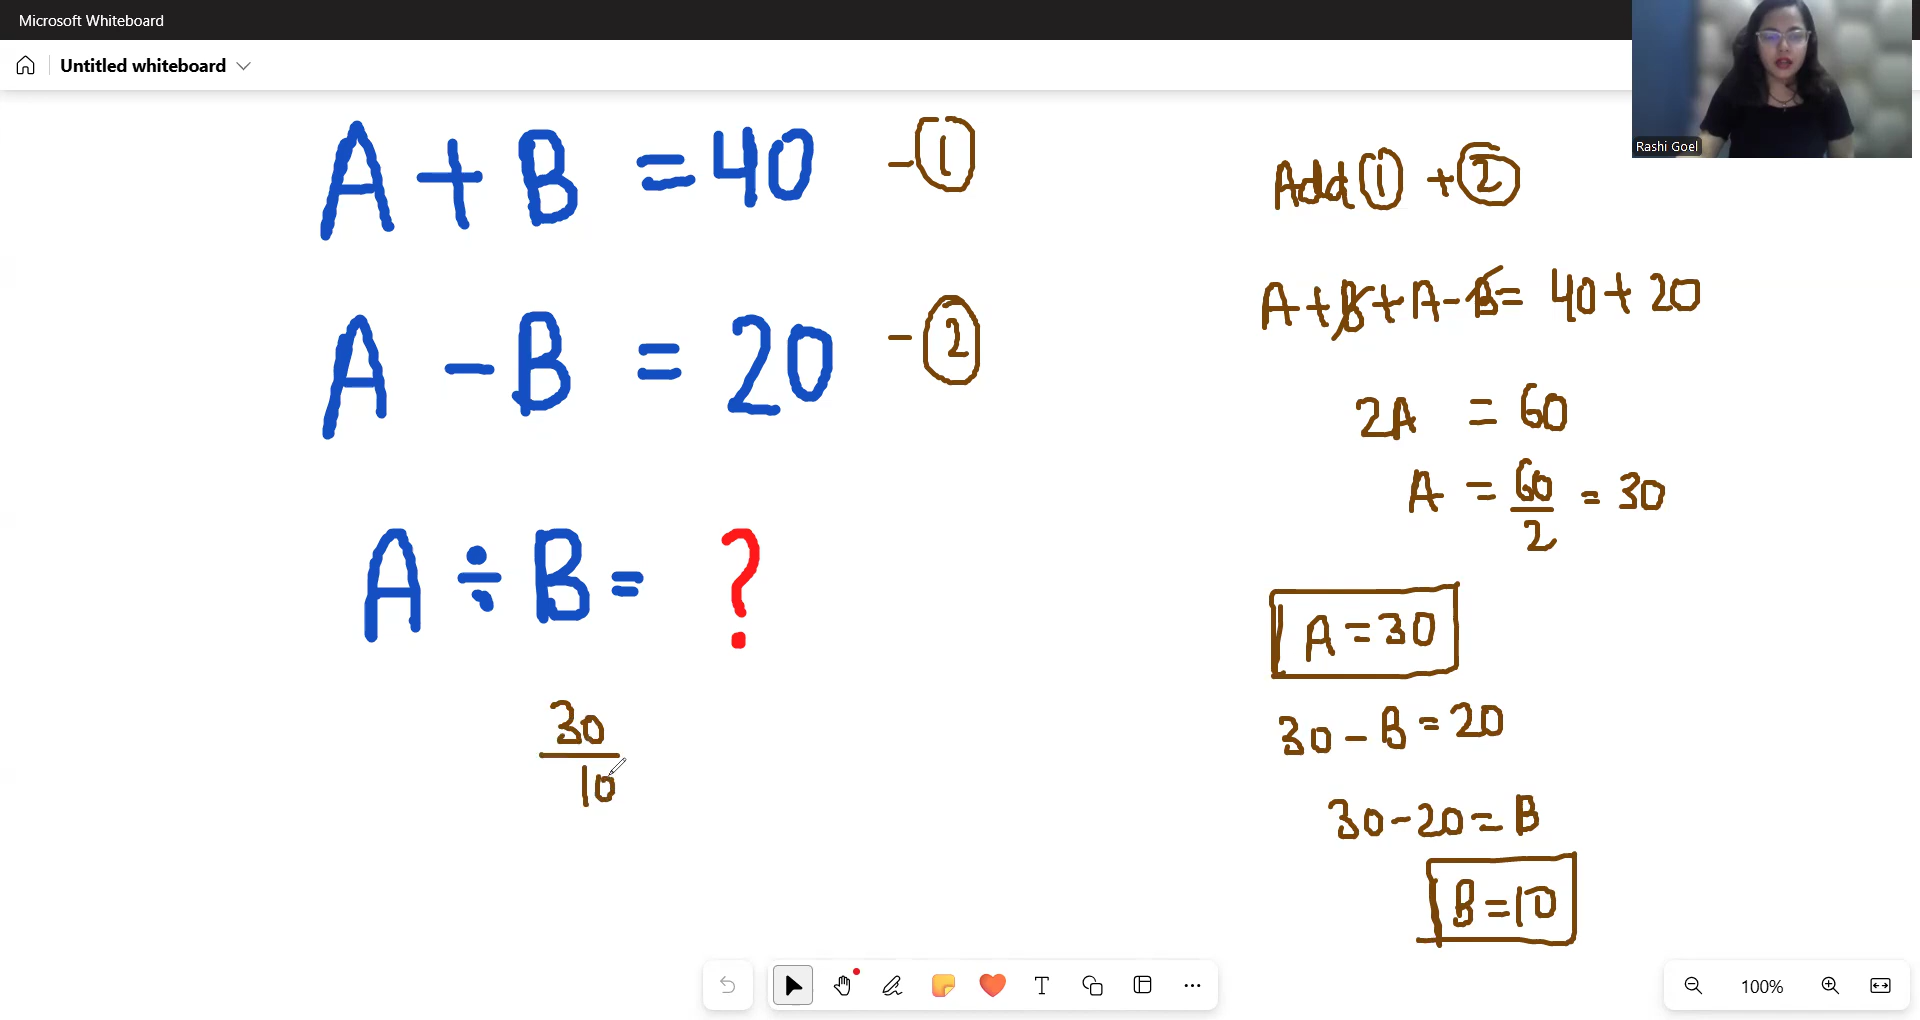 Microsoft Whiteboard
Untitled whiteboard
Rashi Goel
A + B = 40 - ①
A - B = 20 - ②
A ÷ B = ?
30
10
Add ① + ②
A + B + A - B = 40 + 20
2A = 60
A = 60/2 = 30
A = 30
30 - B = 20
30 - 20 = B
B = 10
100%